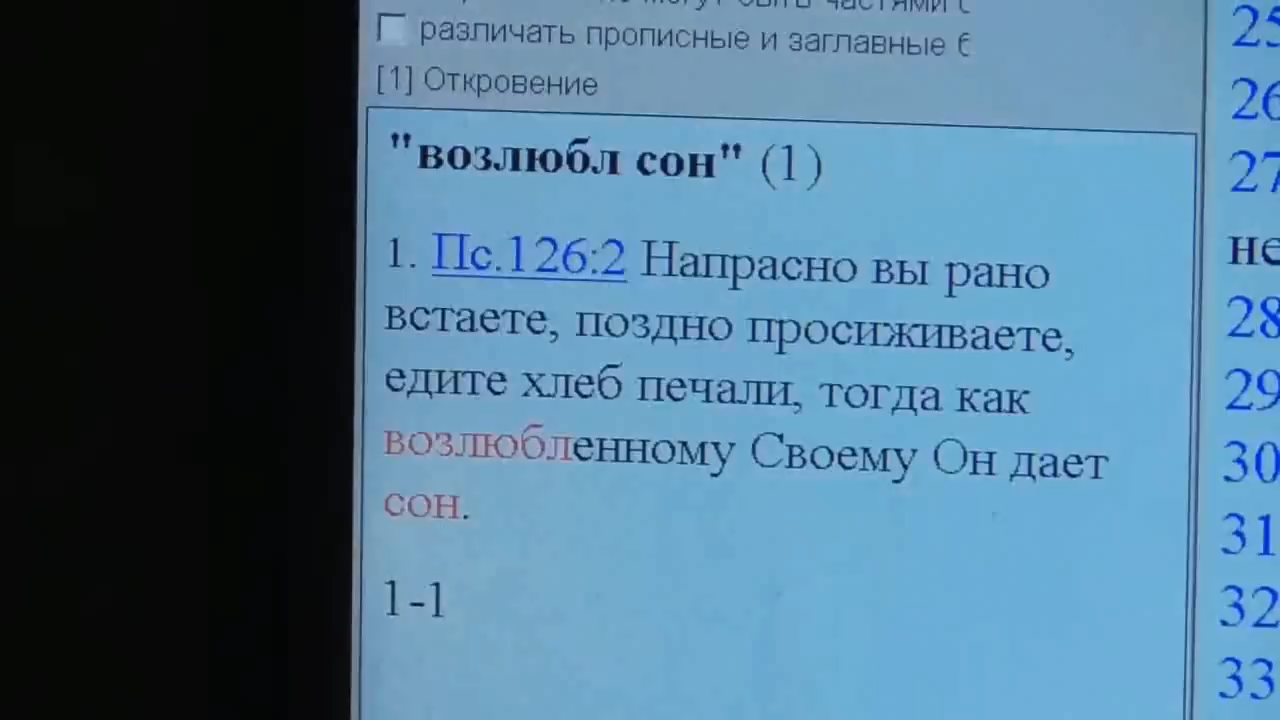 различать прописные и заглавные
[1] Откровение
"возлюбл сон" (1)
1. Пс.126:2 Напрасно вы рано
встаете, поздно просиживаете,
едите хлеб печали, тогда как
возлюбленному Своему Он дает
сон.
1-1
25
26
27
не
28
29
30
31
32
33